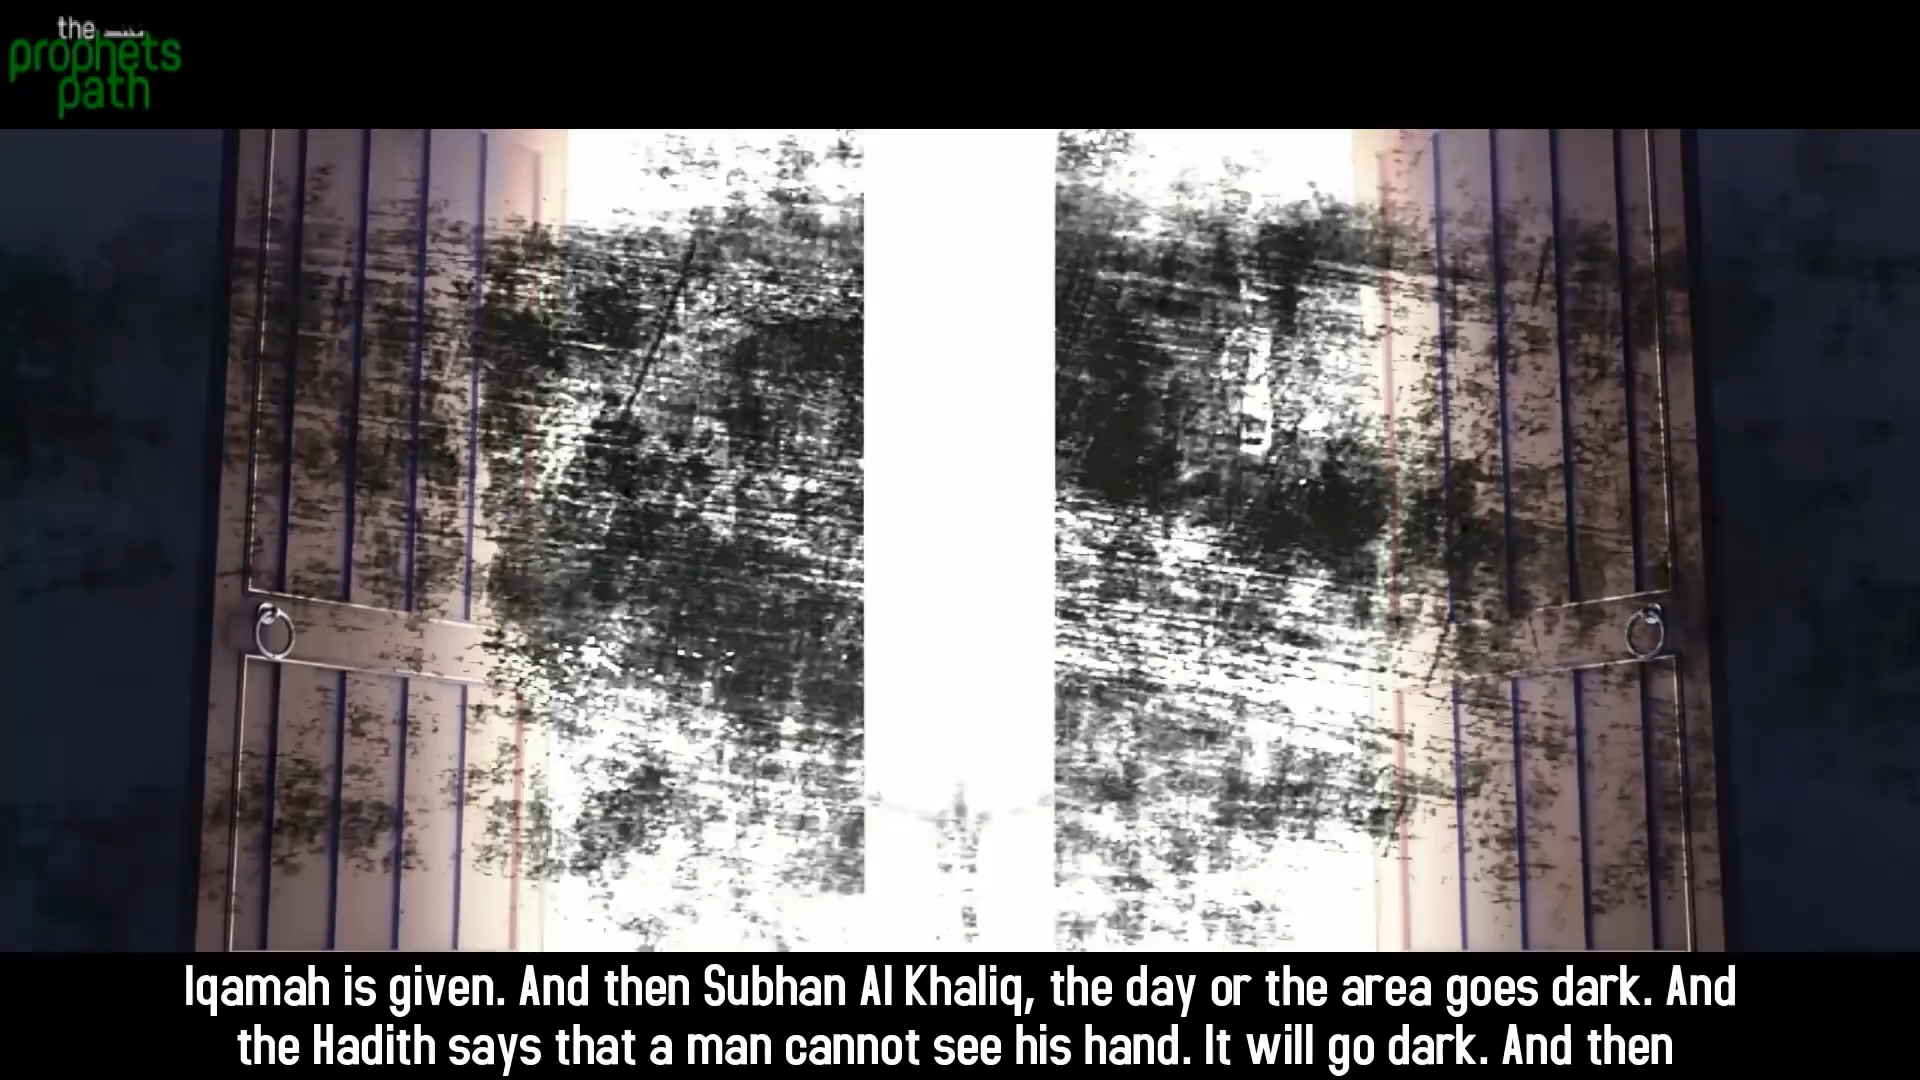 the
prophets
path
Iqamah is given. And then Subhan Al Khaliq, the day or the area goes dark. And
the Hadith says that a man cannot see his hand. It will go dark. And then